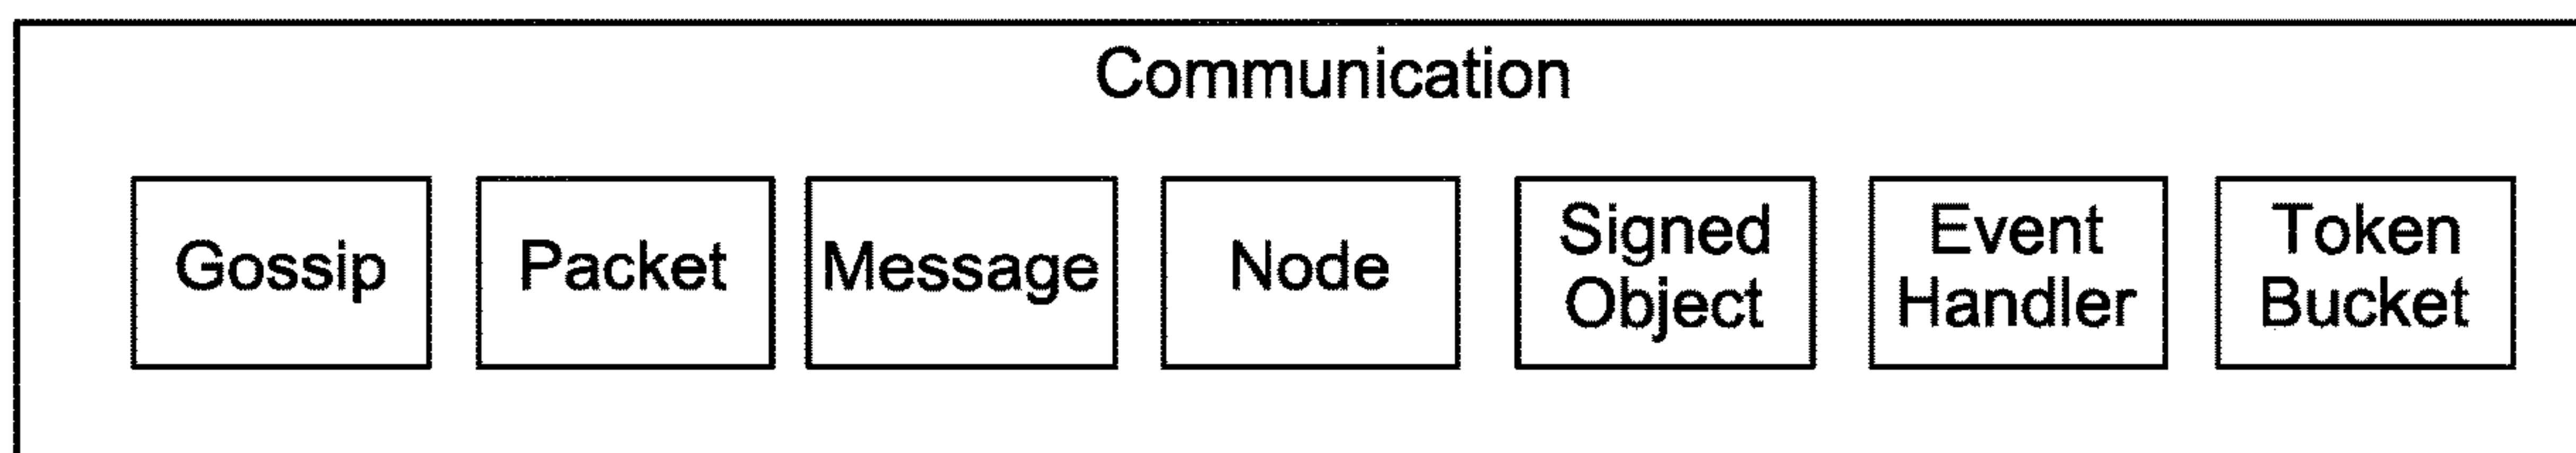 Communication
Gossip
Packet
Message
Node
Signed
Object
Event
Handler
Token
Bucket